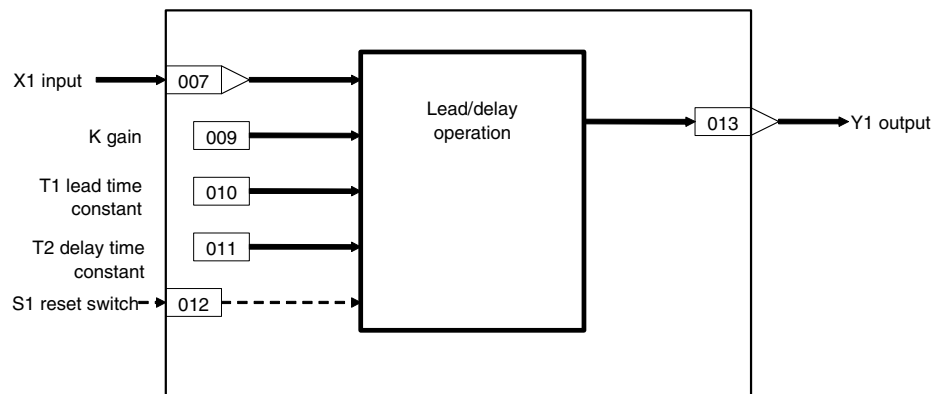 X1 input
007
Lead/delay
operation
013
Y1 output
K gain
009
T1 lead time
constant
010
T2 delay time
constant
011
S1 reset switch
012